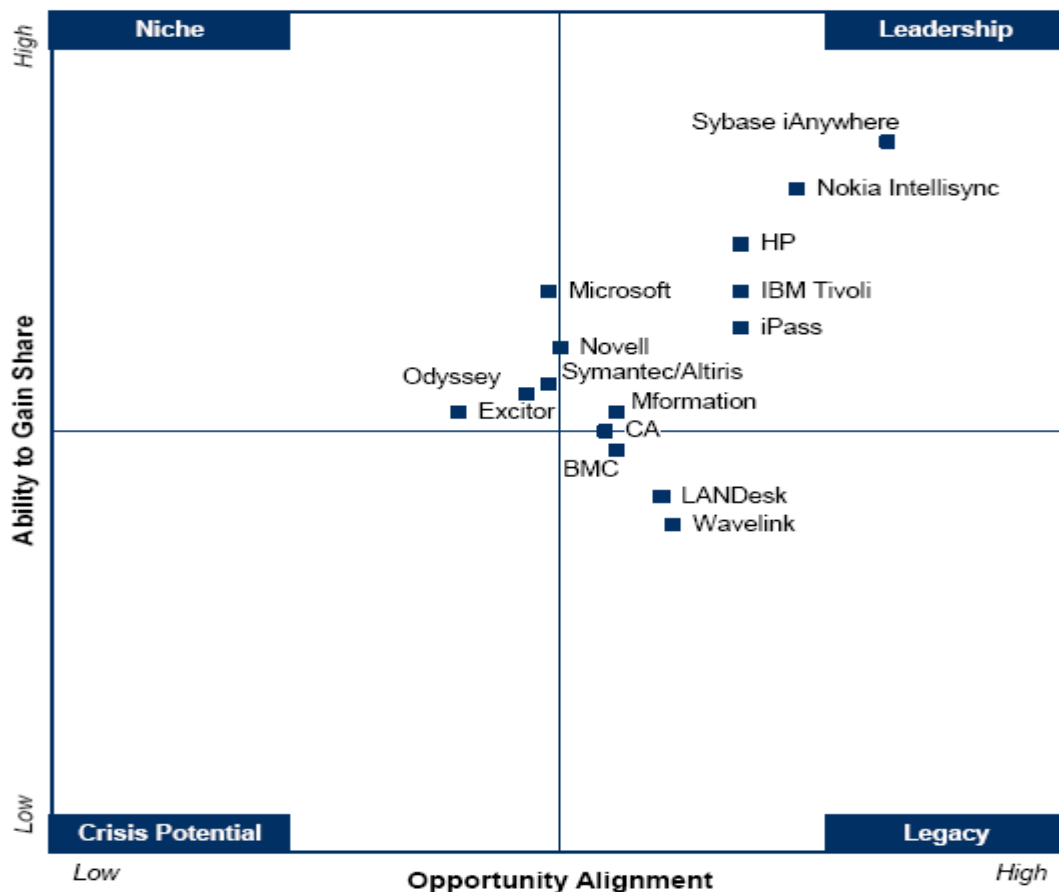 Niche
Leadership
High
Sybase iAnywhere
Nokia Intellisync
HP
Microsoft
IBM Tivoli
iPass
Novell
Symantec/Altiris
Odyssey
Excitor
Mformation
CA
BMC
LANDesk
Wavelink
Ability to Gain Share
Low
Crisis Potential
Legacy
Low
Opportunity Alignment
High